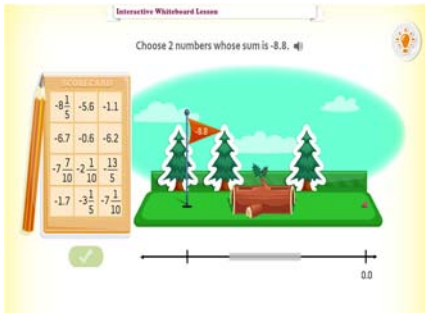 Interactive Whiteboard Lesson
Choose 2 numbers whose sum is -8.8.
SCORECARD
-8 1/5 -5.6 -1.1
-6.7 -0.6 -6.2
-7 7/10 -2 1/10 -13/5
-1.7 -3 1/5 -7 1/10
-8.8
0.0